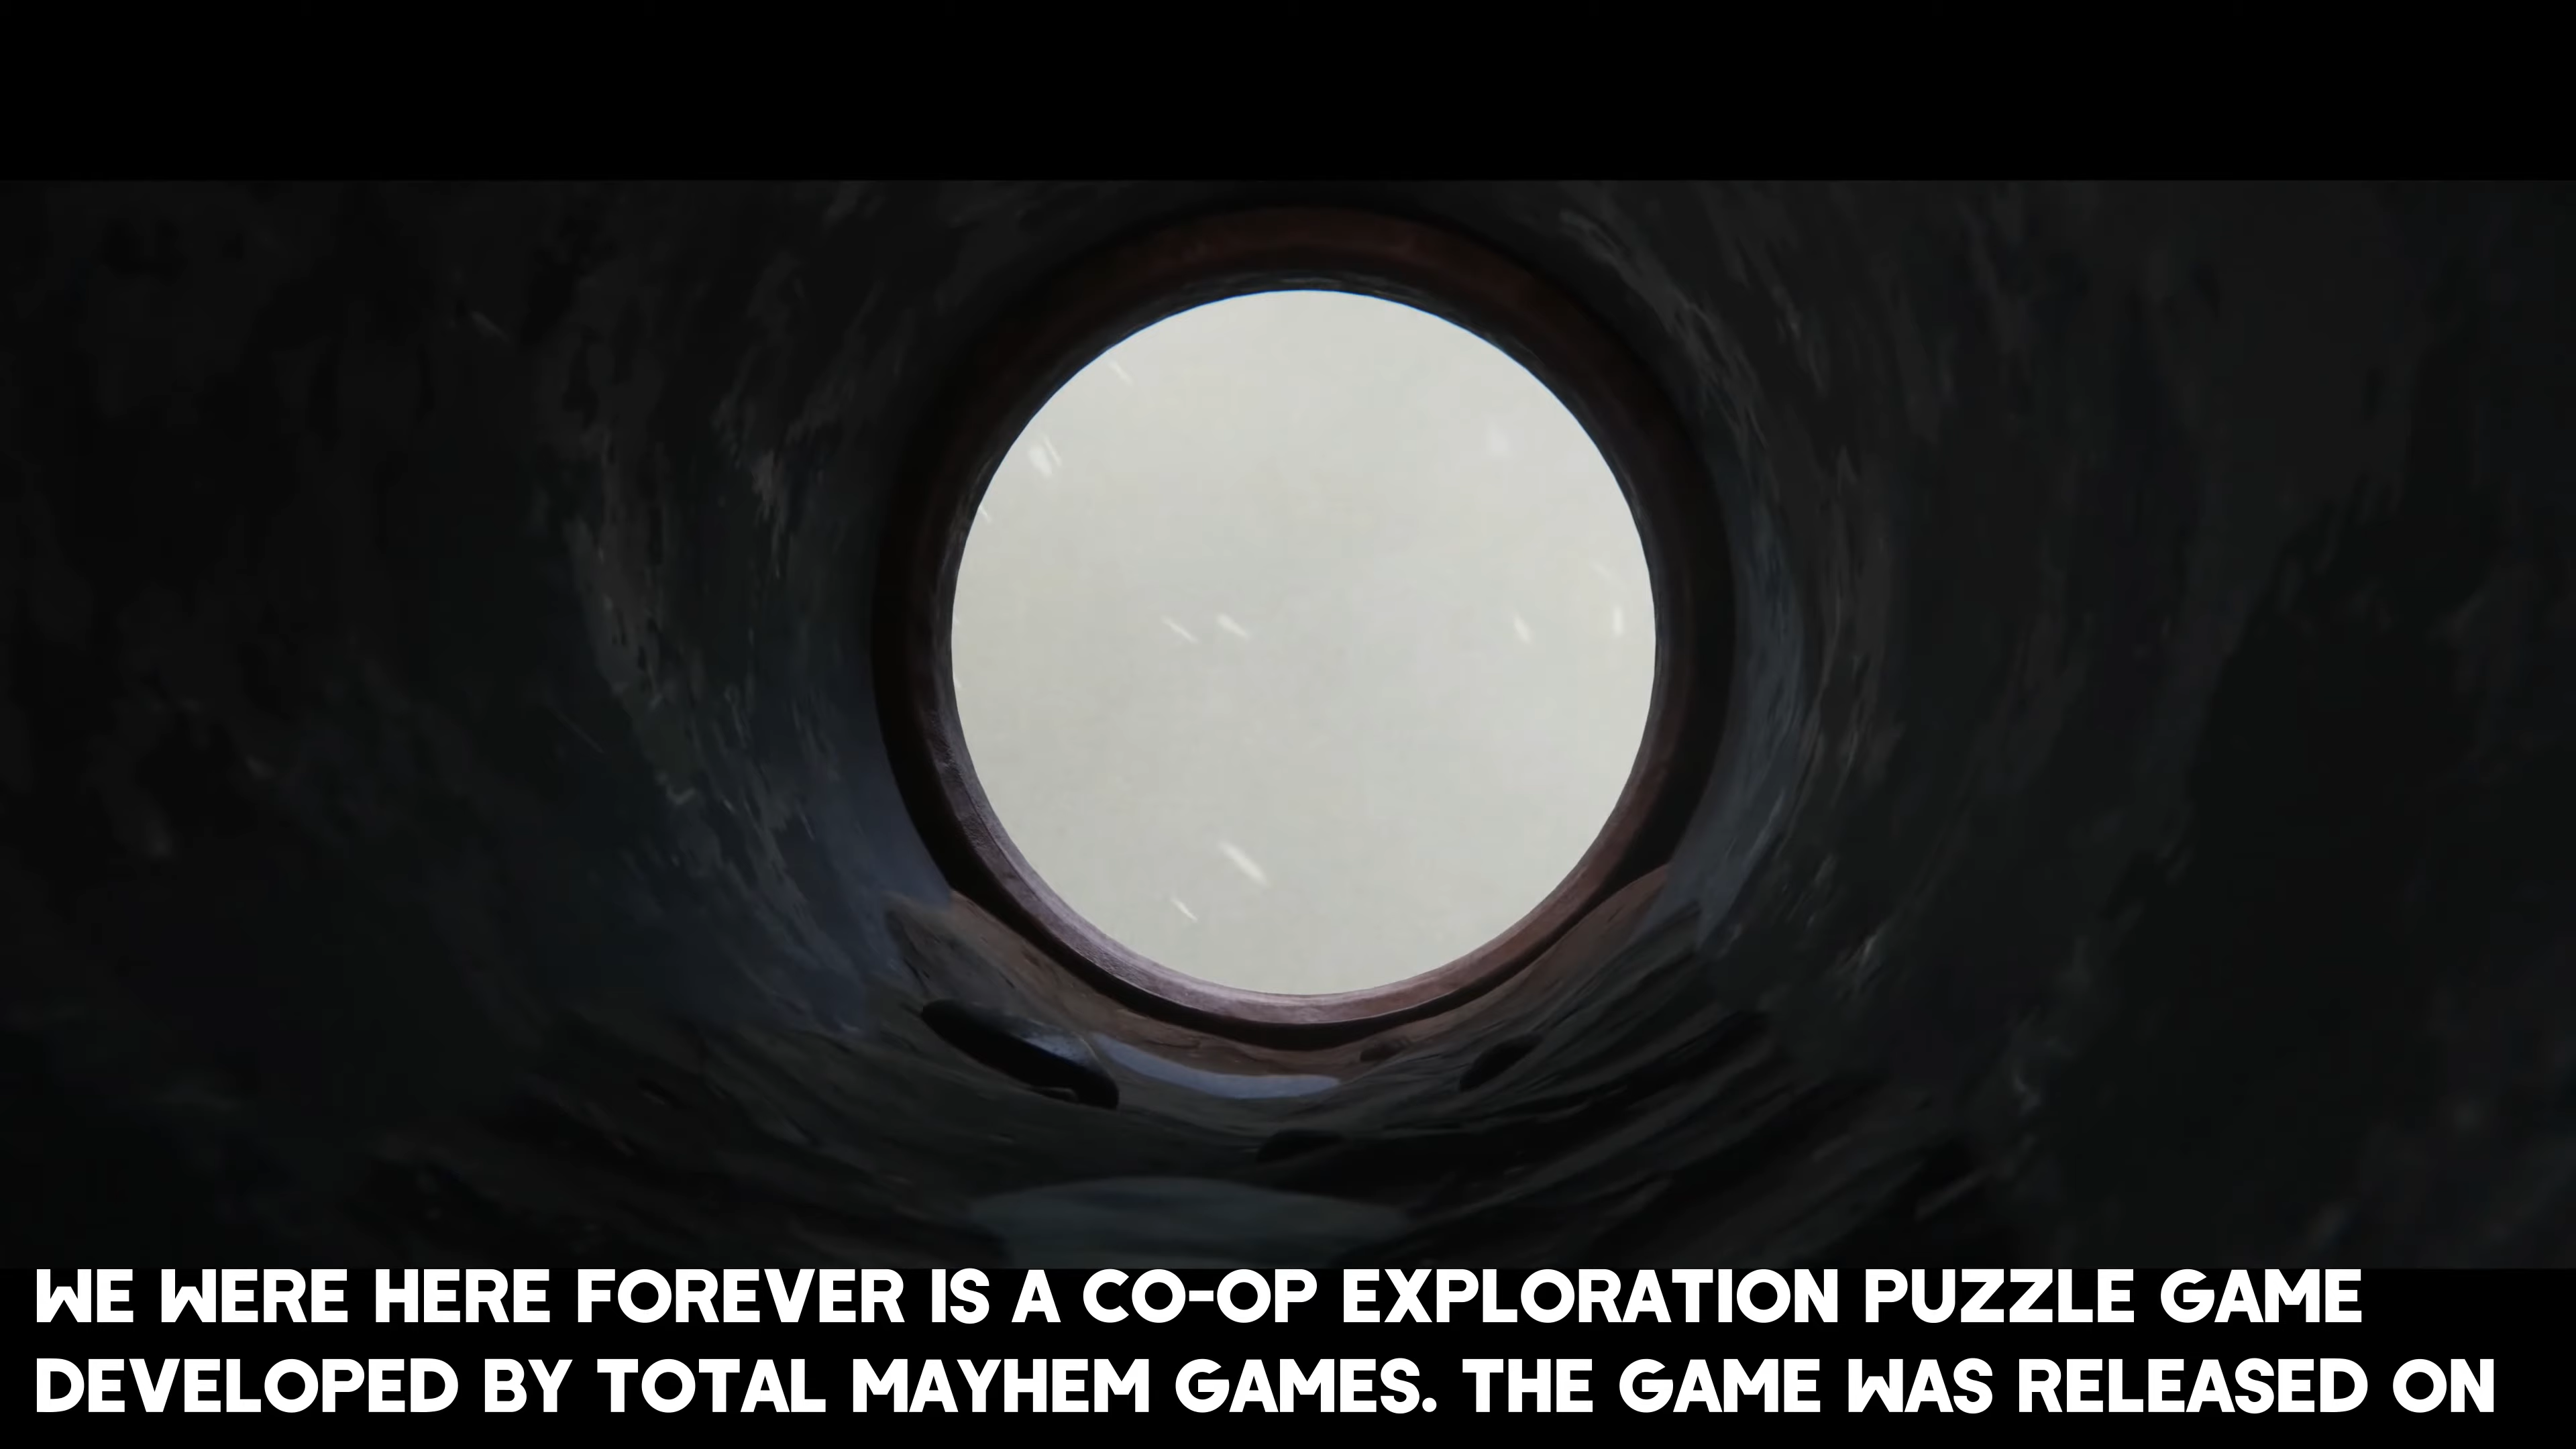 WE WERE HERE FOREVER IS A CO-OP EXPLORATION PUZZLE GAME
DEVELOPED BY TOTAL MAYHEM GAMES. THE GAME WAS RELEASED ON